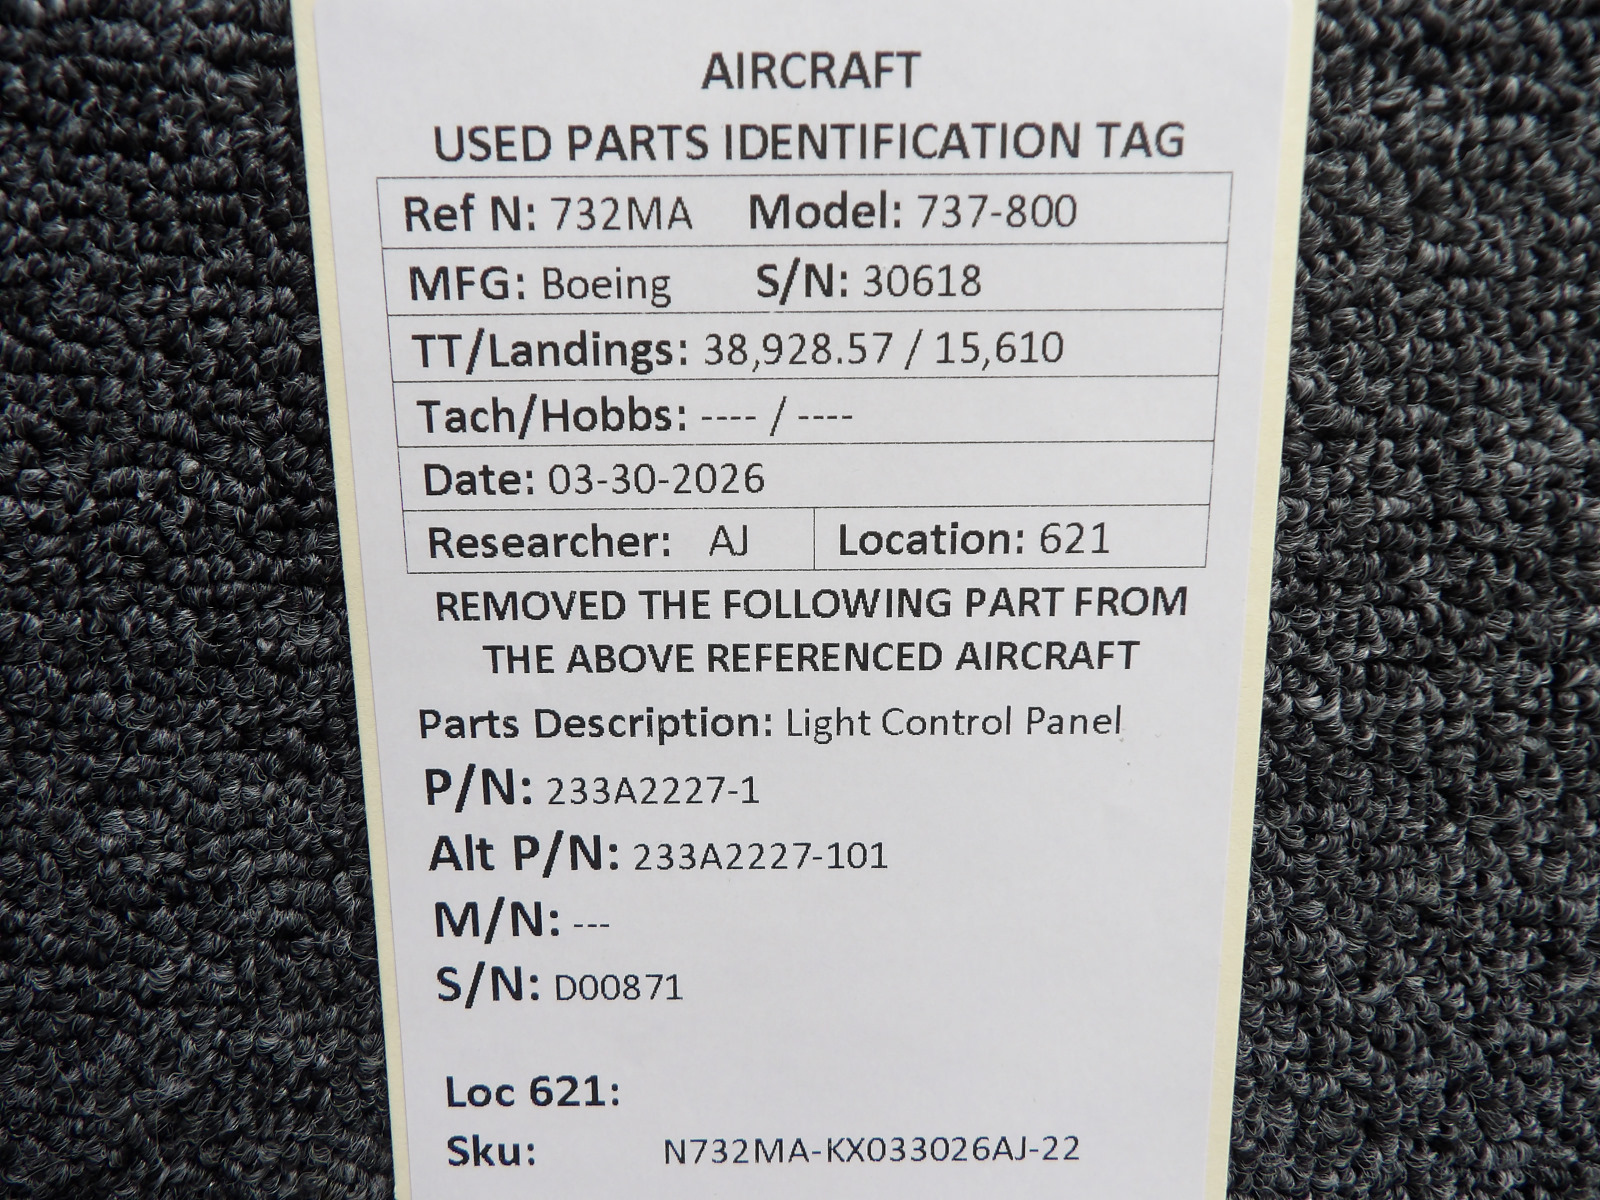 AIRCRAFT
USED PARTS IDENTIFICATION TAG
Ref N: 732MA Model: 737-800
MFG: Boeing S/N: 30618
TT/Landings: 38,928.57 / 15,610
Tach/Hobbs: ---- / ----
Date: 03-30-2026
Researcher: AJ Location: 621
REMOVED THE FOLLOWING PART FROM
THE ABOVE REFERENCED AIRCRAFT
Parts Description: Light Control Panel
P/N: 233A2227-1
Alt P/N: 233A2227-101
M/N: ---
S/N: D00871
Loc 621:
Sku: N732MA-KX033026AJ-22